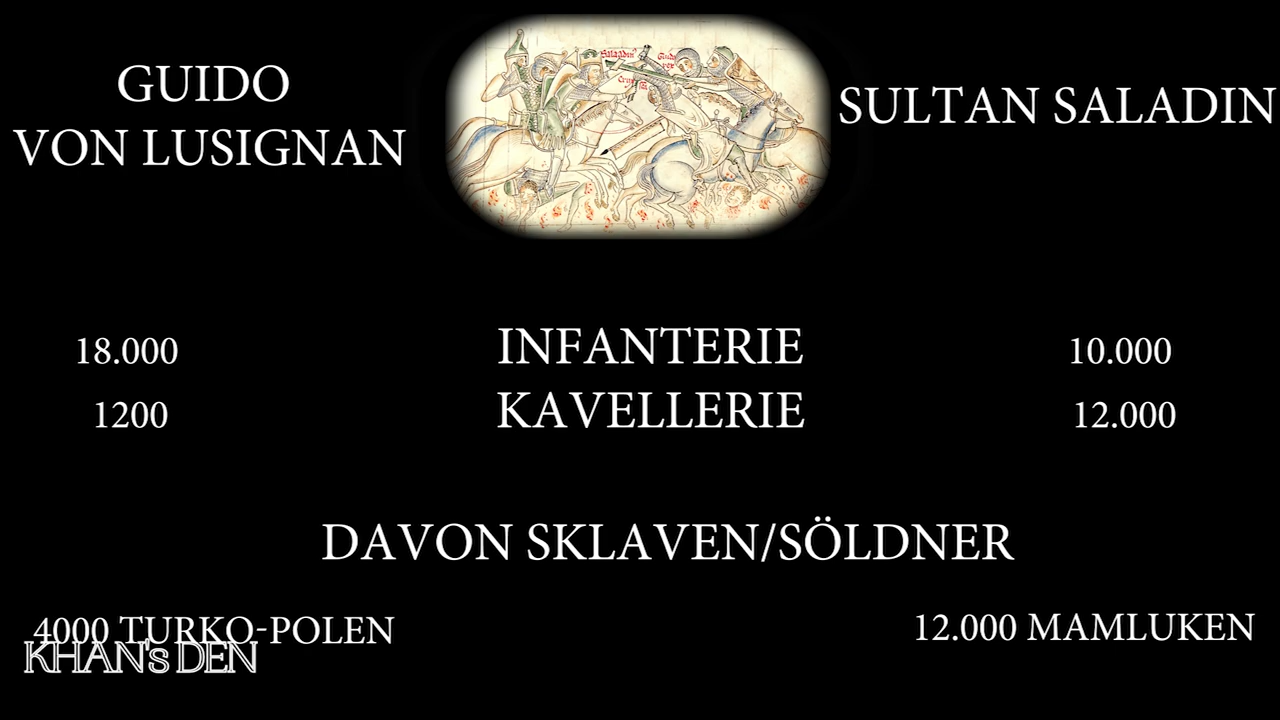 GUIDO
VON LUSIGNAN
Saladin
SULTAN SALADIN
18.000 INFANTERIE 10.000
1200 KAVELLERIE 12.000
DAVON SKLAVEN/SÖLDNER
4000 TURKO-POLEN 12.000 MAMLUKEN
KHAN's DEN